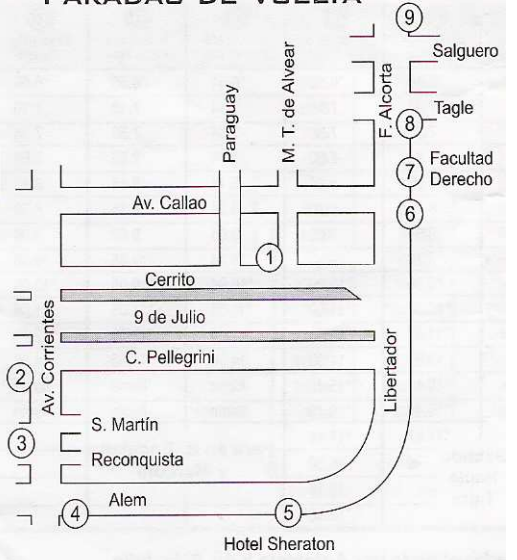 PARADAS DE VUELTA
9
Salguero
F. Alcorta
8
Tagle
Paraguay
M. T. de Alvear
7
Facultad
Derecho
Av. Callao
6
1
Cerrito
9 de Julio
Av. Corrientes
Libertador
C. Pellegrini
2
S. Martín
3
Reconquista
Alem
4
5
Hotel Sheraton